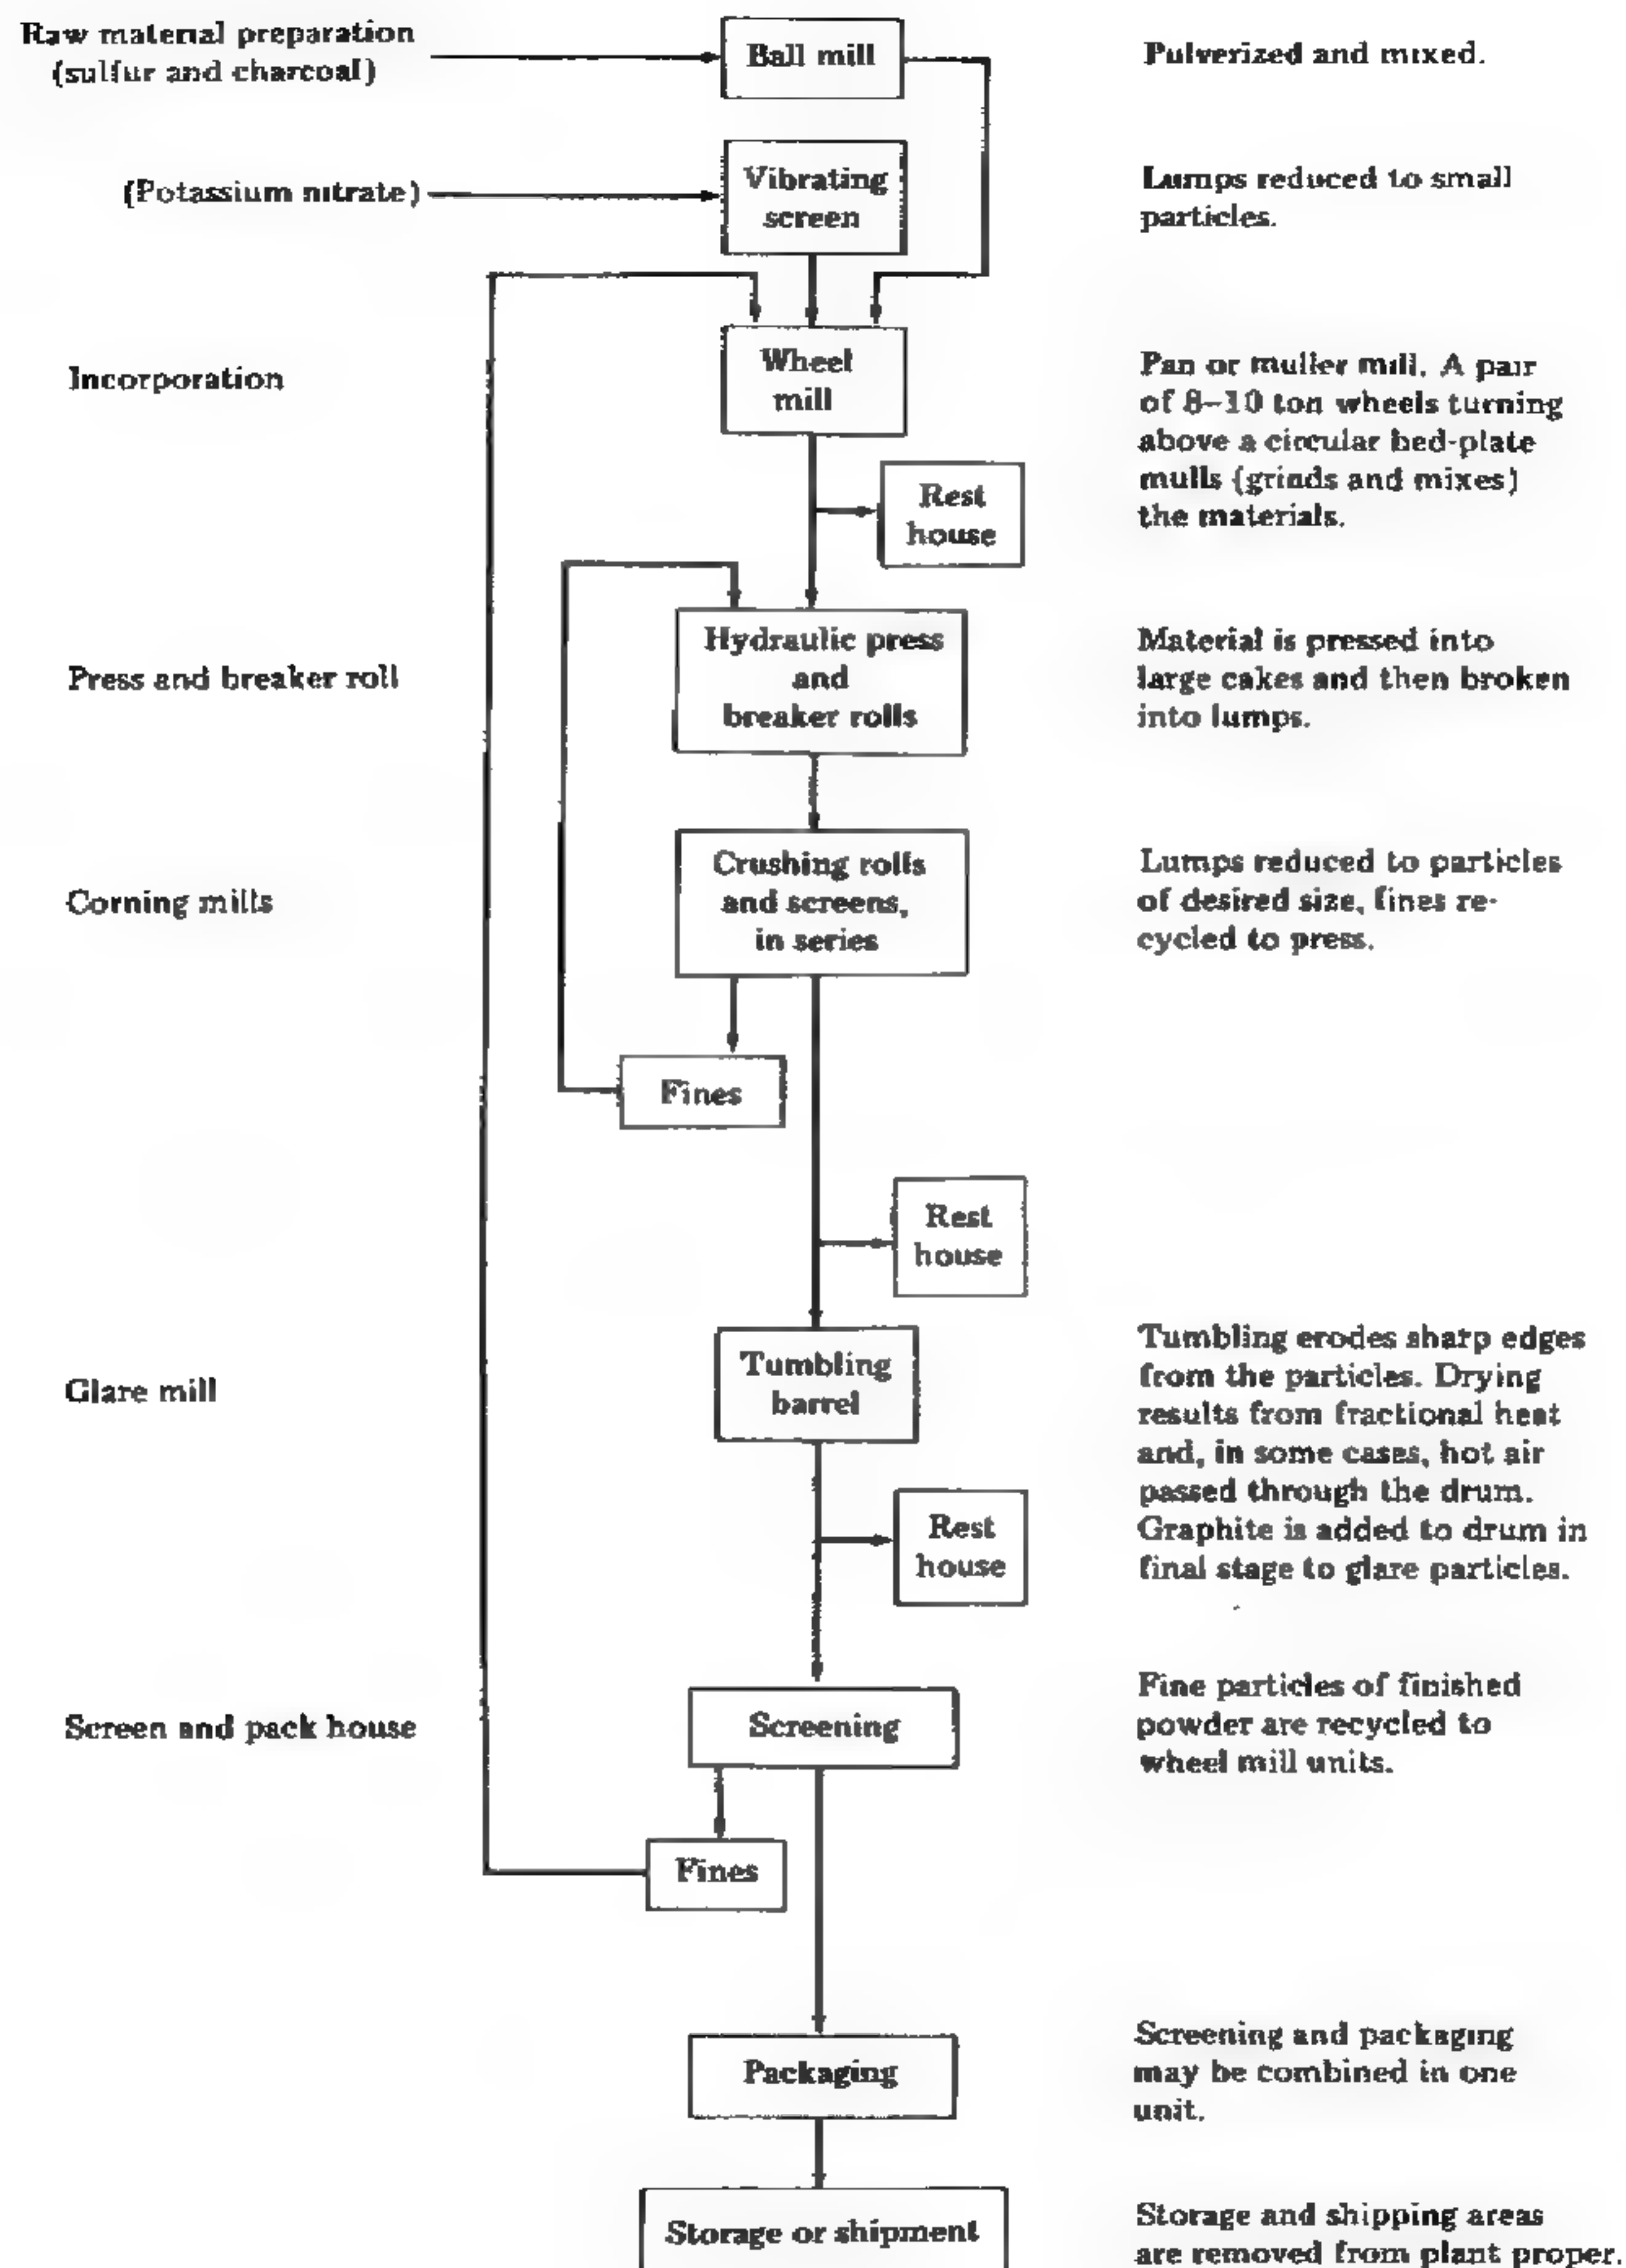 Raw material preparation
(sulfur and charcoal)
Ball mill
Pulverized and mixed.
(Potassium nitrate)
Vibrating
screen
Lumps reduced to small
particles.
Incorporation
Wheel
mill
Pan or muller mill. A pair
of 8–10 ton wheels turning
above a circular bed-plate
mulls (grinds and mixes)
the materials.
Rest
house
Press and breaker roll
Hydraulic press
and
breaker rolls
Material is pressed into
large cakes and then broken
into lumps.
Corning mills
Crushing rolls
and screens,
in series
Lumps reduced to particles
of desired size, fines re-
cycled to press.
Fines
Rest
house
Glare mill
Tumbling
barrel
Tumbling erodes sharp edges
from the particles. Drying
results from fractional heat
and, in some cases, hot air
passed through the drum.
Graphite is added to drum in
final stage to glare particles.
Rest
house
Screen and pack house
Screening
Fine particles of finished
powder are recycled to
wheel mill units.
Fines
Packaging
Screening and packaging
may be combined in one
unit.
Storage or shipment
Storage and shipping areas
are removed from plant proper.